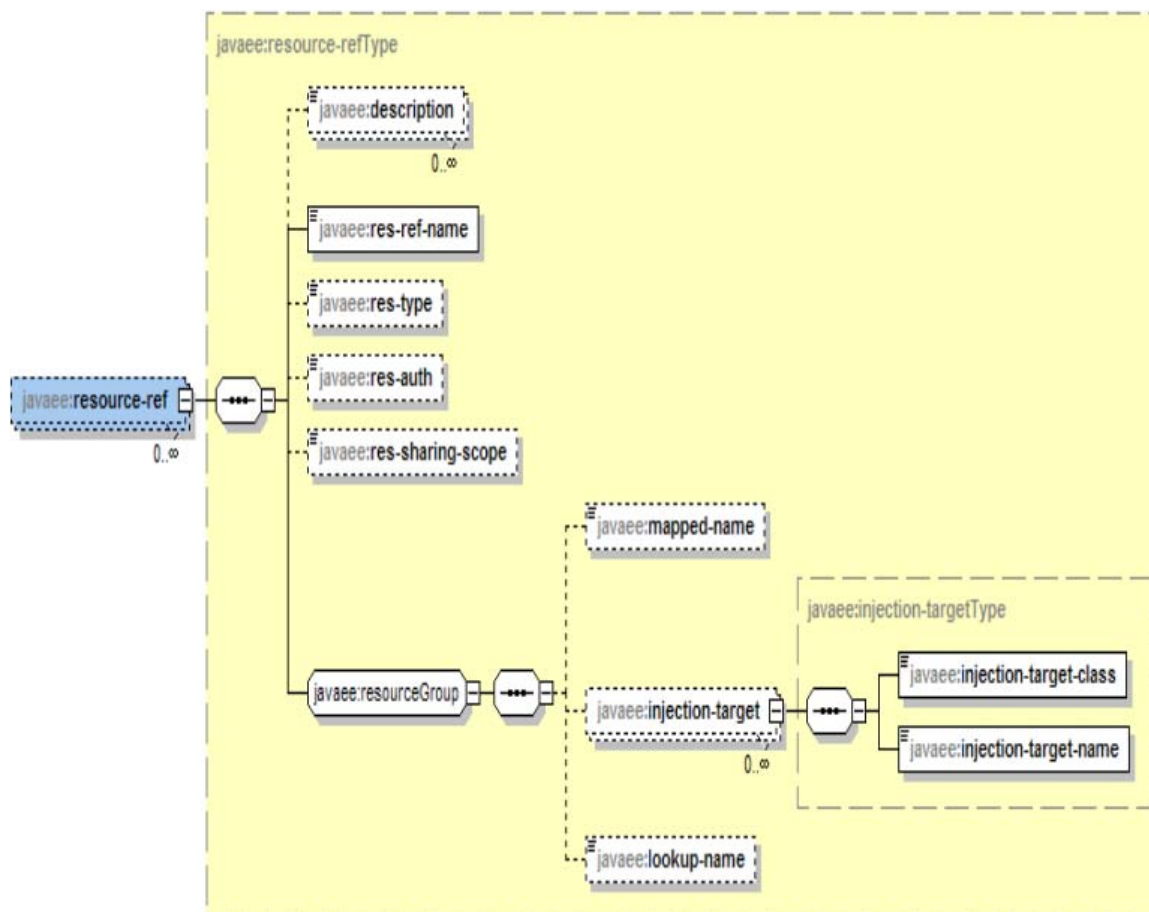 javaee:resource-refType
javaee:description
0..∞
javaee:res-ref-name
javaee:res-type
javaee:res-auth
javaee:resource-ref
0..∞
javaee:res-sharing-scope
javaee:mapped-name
javaee:injection-targetType
javaee:injection-target-class
javaee:resourceGroup
javaee:injection-target
0..∞
javaee:injection-target-name
javaee:lookup-name